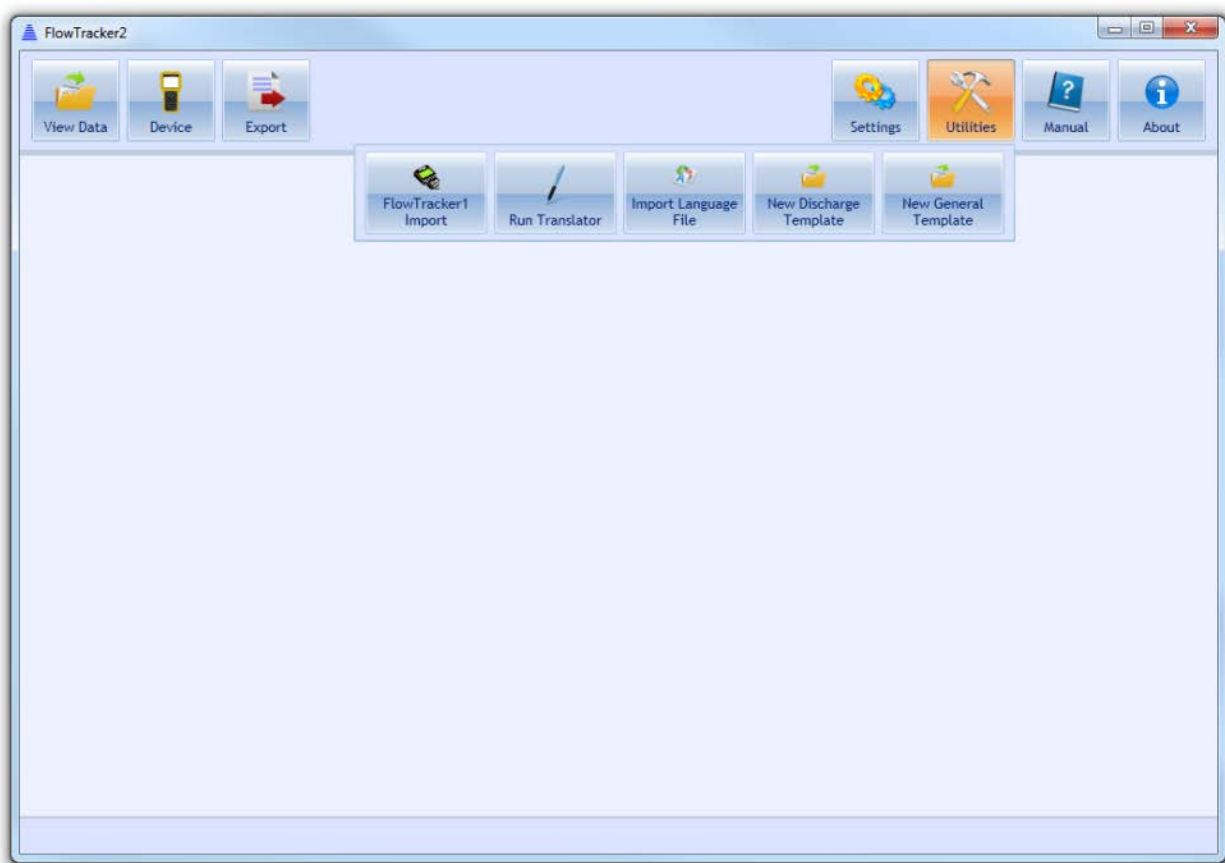 FlowTracker2
View Data
Device
Export
Settings
Utilities
Manual
About
FlowTracker1
Import
Run Translator
Import Language
File
New Discharge
Template
New General
Template